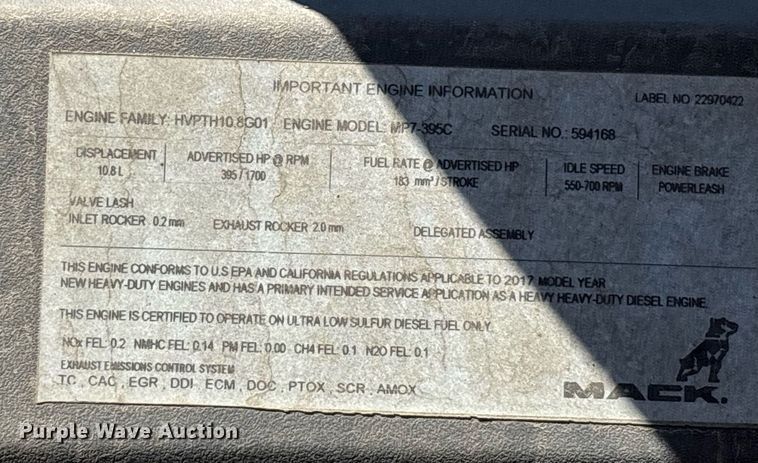 IMPORTANT ENGINE INFORMATION
LABEL NO 22970422
ENGINE FAMILY: HVPTH10.8G01 ENGINE MODEL: MP7-395C SERIAL NO.: 594168
DISPLACEMENT ADVERTISED HP @ RPM FUEL RATE @ ADVERTISED HP IDLE SPEED ENGINE BRAKE
10.8 L 395 / 1700 183 mm³ / STROKE 550-700 RPM POWERLEASH
VALVE LASH
INLET ROCKER 0.2 mm EXHAUST ROCKER 2.0 mm DELEGATED ASSEMBLY
THIS ENGINE CONFORMS TO U.S EPA AND CALIFORNIA REGULATIONS APPLICABLE TO 2017 MODEL YEAR
NEW HEAVY-DUTY ENGINES AND HAS A PRIMARY INTENDED SERVICE APPLICATION AS A HEAVY HEAVY-DUTY DIESEL ENGINE.
THIS ENGINE IS CERTIFIED TO OPERATE ON ULTRA LOW SULFUR DIESEL FUEL ONLY.
NOx FEL: 0.2 NMHC FEL: 0.14 PM FEL: 0.00 CH4 FEL: 0.1 N2O FEL: 0.1
EXHAUST EMISSIONS CONTROL SYSTEM
TC , CAC , EGR , DDI , ECM , DOC , PTOX , SCR , AMOX
MACK.
Purple Wave Auction